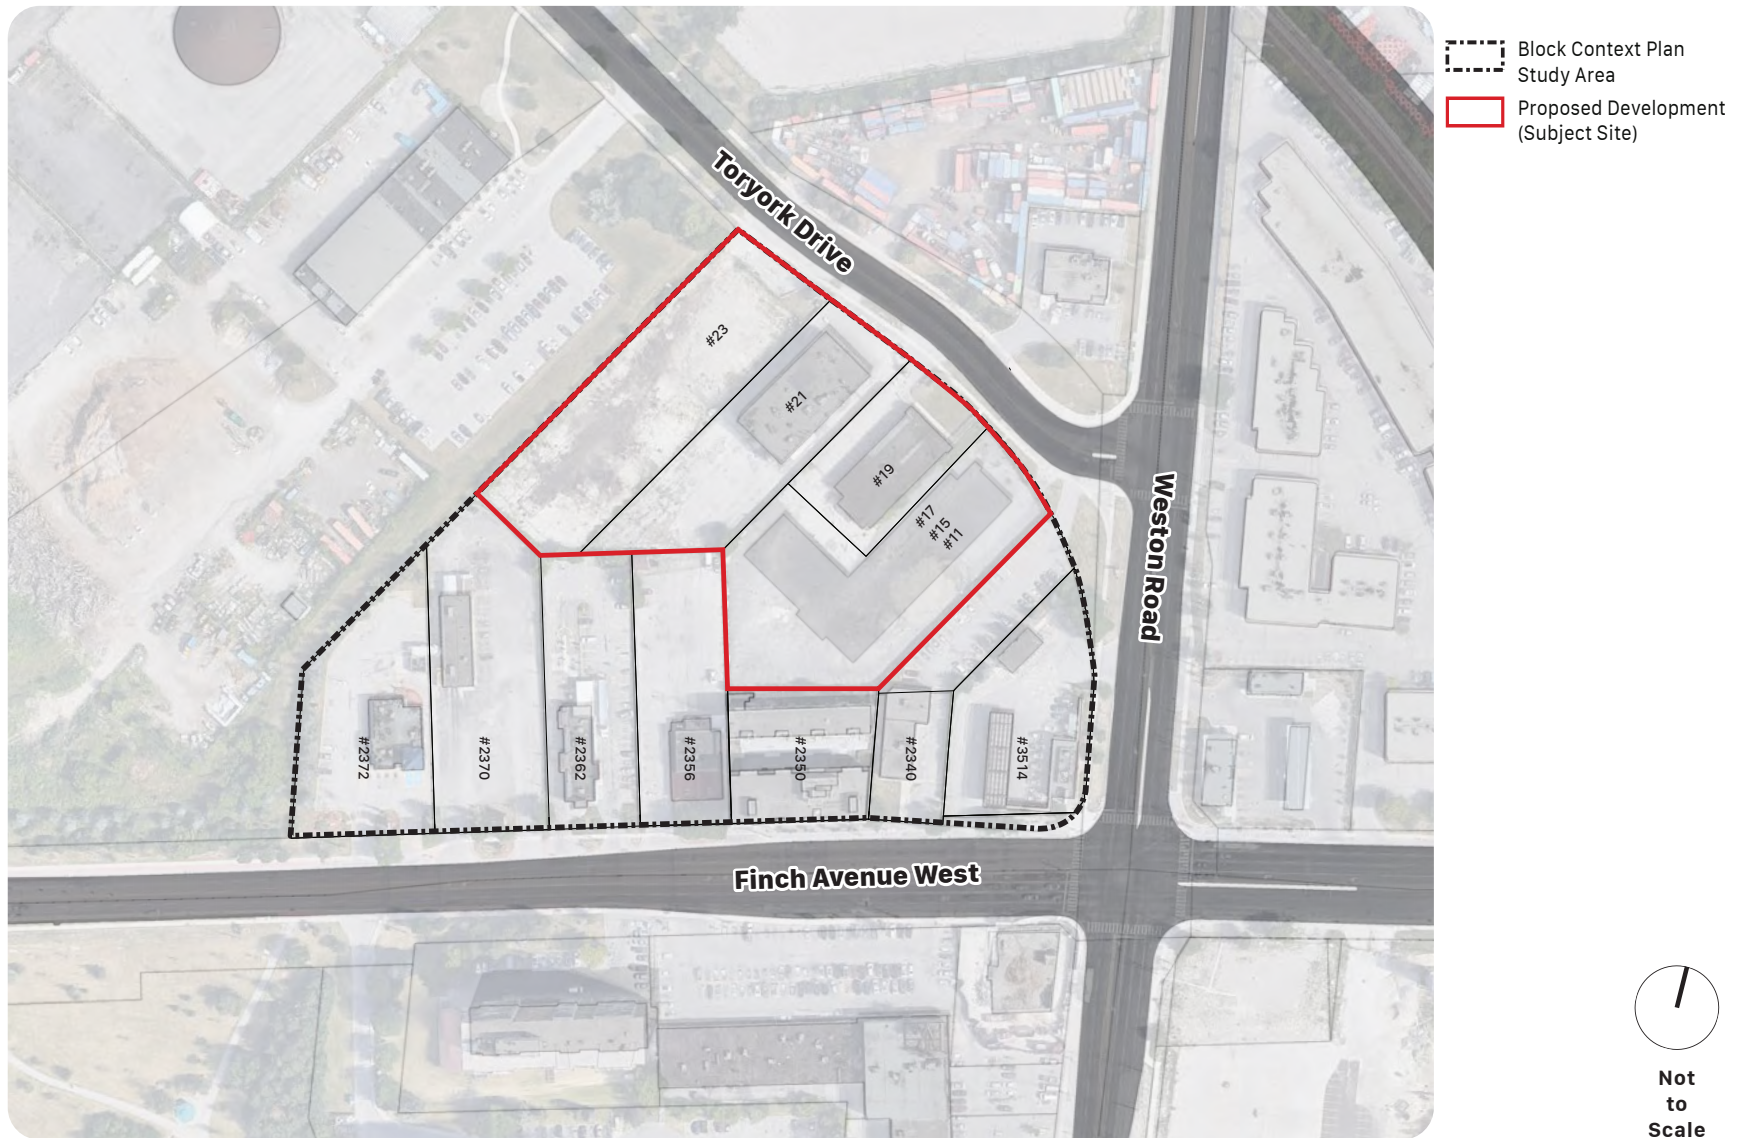 Block Context Plan
Study Area
Proposed Development
(Subject Site)
Toryork Drive
#23
#21
#19
#17
#15
#11
Weston Road
#2372
#2370
#2362
#2356
#2350
#2340
#3514
Finch Avenue West
Not
to
Scale